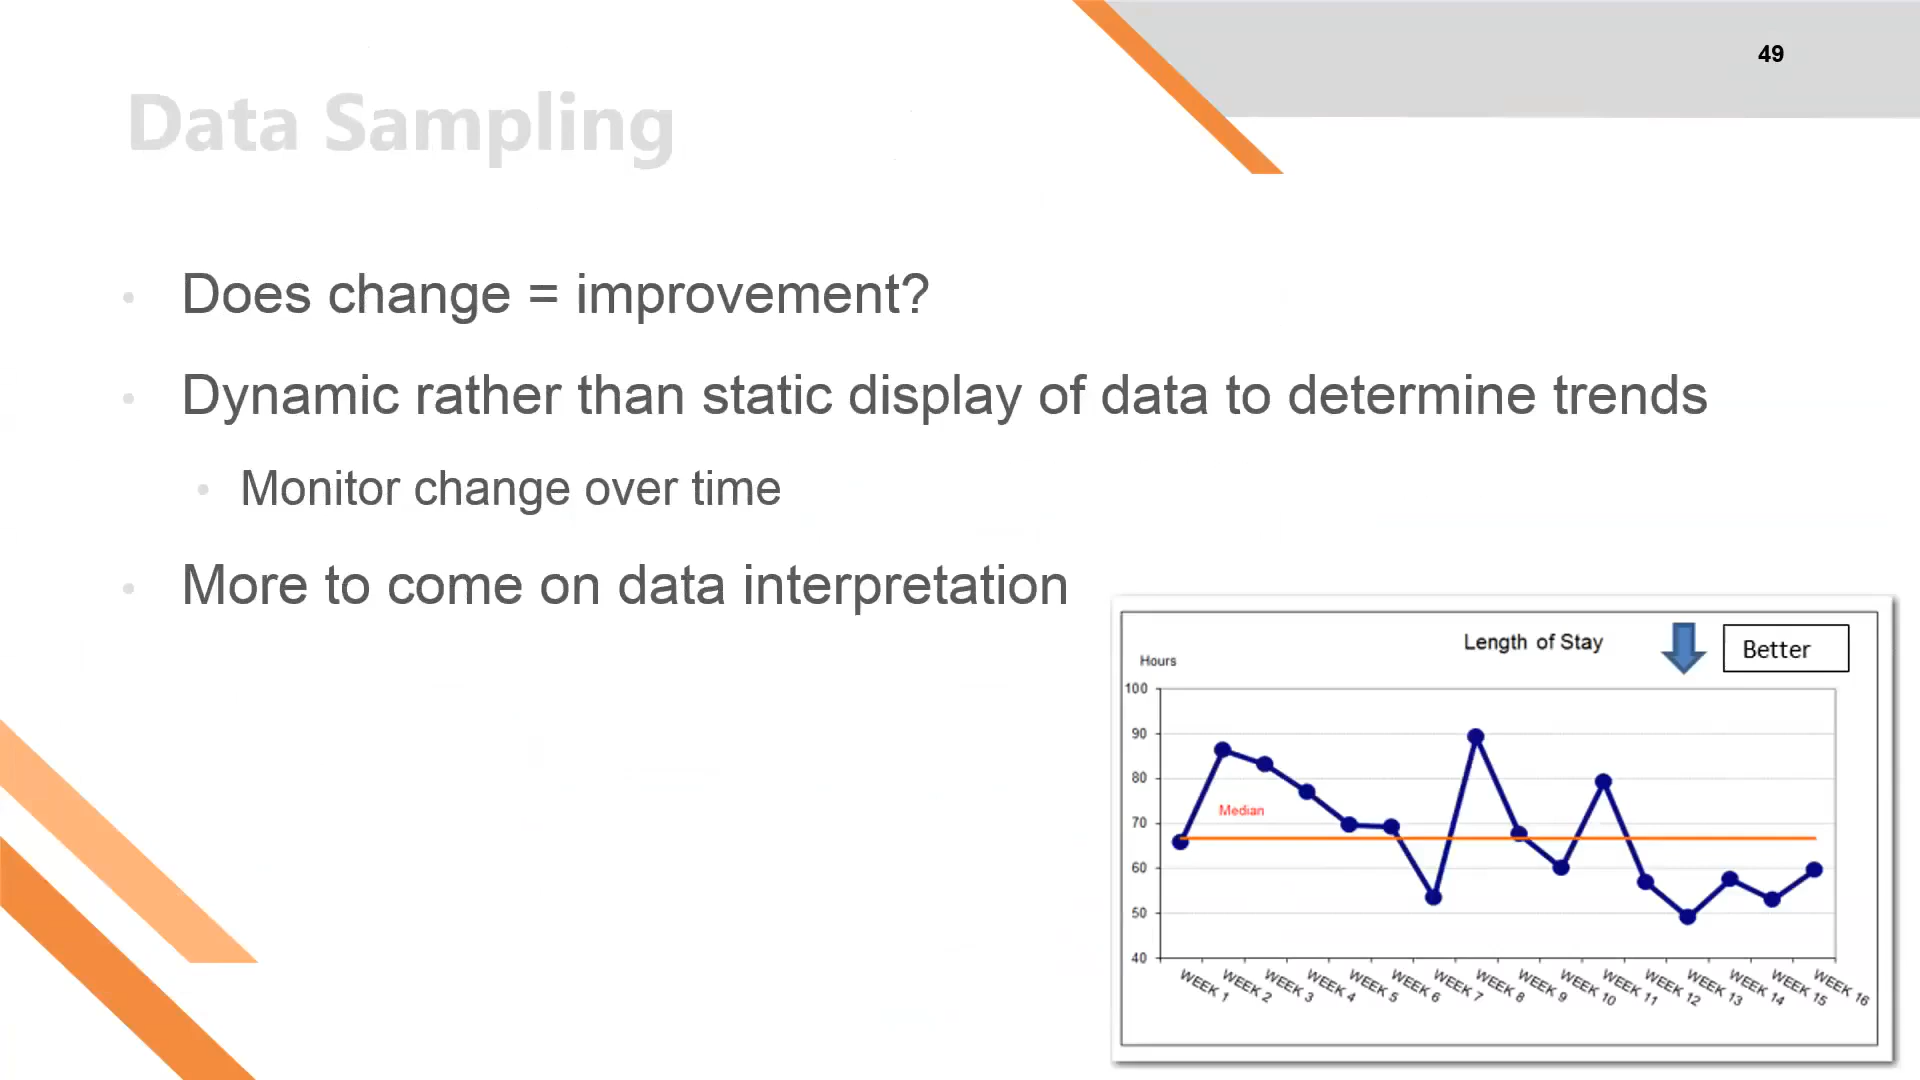 49
Data Sampling
• Does change = improvement?
• Dynamic rather than static display of data to determine trends
• Monitor change over time
• More to come on data interpretation
Length of Stay
Better
Hours
100
90
80
Median
70
60
50
40
WEEK 1
WEEK 2
WEEK 3
WEEK 4
WEEK 5
WEEK 6
WEEK 7
WEEK 8
WEEK 9
WEEK 10
WEEK 11
WEEK 12
WEEK 13
WEEK 14
WEEK 15
WEEK 16